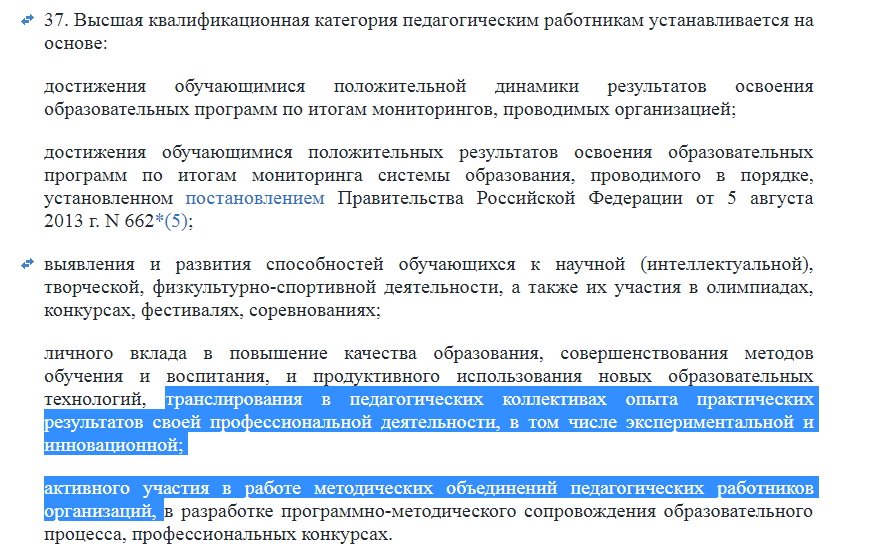 37. Высшая квалификационная категория педагогическим работникам устанавливается на
основе:
достижения обучающимися положительной динамики результатов освоения
образовательных программ по итогам мониторингов, проводимых организацией;
достижения обучающимися положительных результатов освоения образовательных
программ по итогам мониторинга системы образования, проводимого в порядке,
установленном постановлением Правительства Российской Федерации от 5 августа
2013 г. N 662*(5);
выявления и развития способностей обучающихся к научной (интеллектуальной),
творческой, физкультурно-спортивной деятельности, а также их участия в олимпиадах,
конкурсах, фестивалях, соревнованиях;
личного вклада в повышение качества образования, совершенствования методов
обучения и воспитания, и продуктивного использования новых образовательных
технологий, транслирования в педагогических коллективах опыта практических
результатов своей профессиональной деятельности, в том числе экспериментальной и
инновационной;
активного участия в работе методических объединений педагогических работников
организаций, в разработке программно-методического сопровождения образовательного
процесса, профессиональных конкурсах.